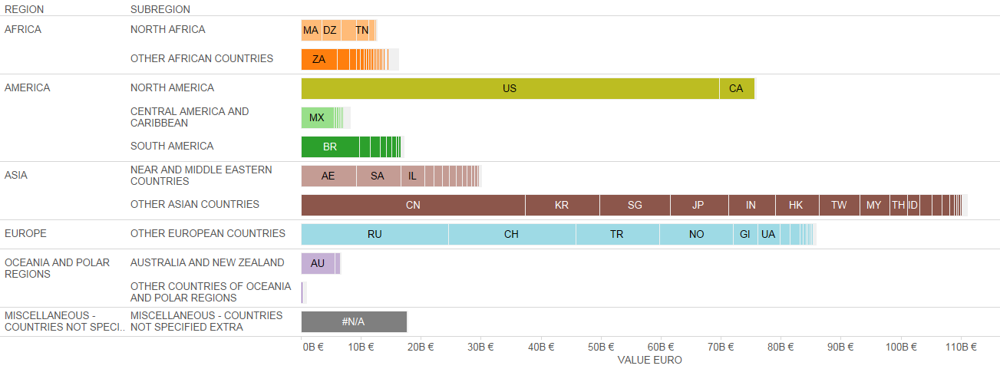 REGION SUBREGION
AFRICA NORTH AFRICA MA DZ TN
OTHER AFRICAN COUNTRIES ZA
AMERICA NORTH AMERICA US CA
CENTRAL AMERICA AND
CARIBBEAN MX
SOUTH AMERICA BR
ASIA NEAR AND MIDDLE EASTERN
COUNTRIES AE SA IL
OTHER ASIAN COUNTRIES CN KR SG JP IN HK TW MY TH ID
EUROPE OTHER EUROPEAN COUNTRIES RU CH TR NO GI UA
OCEANIA AND POLAR
REGIONS
AUSTRALIA AND NEW ZEALAND AU
OTHER COUNTRIES OF OCEANIA
AND POLAR REGIONS
MISCELLANEOUS -
COUNTRIES NOT SPECI..
MISCELLANEOUS - COUNTRIES
NOT SPECIFIED EXTRA
#N/A
0B € 10B € 20B € 30B € 40B € 50B € 60B € 70B € 80B € 90B € 100B € 110B €
VALUE EURO